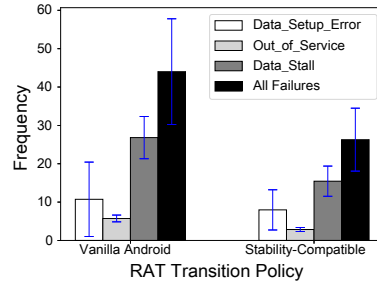 60
50
40
30
20
10
0
Frequency
Data_Setup_Error
Out_of_Service
Data_Stall
All Failures
Vanilla Android
Stability-Compatible
RAT Transition Policy